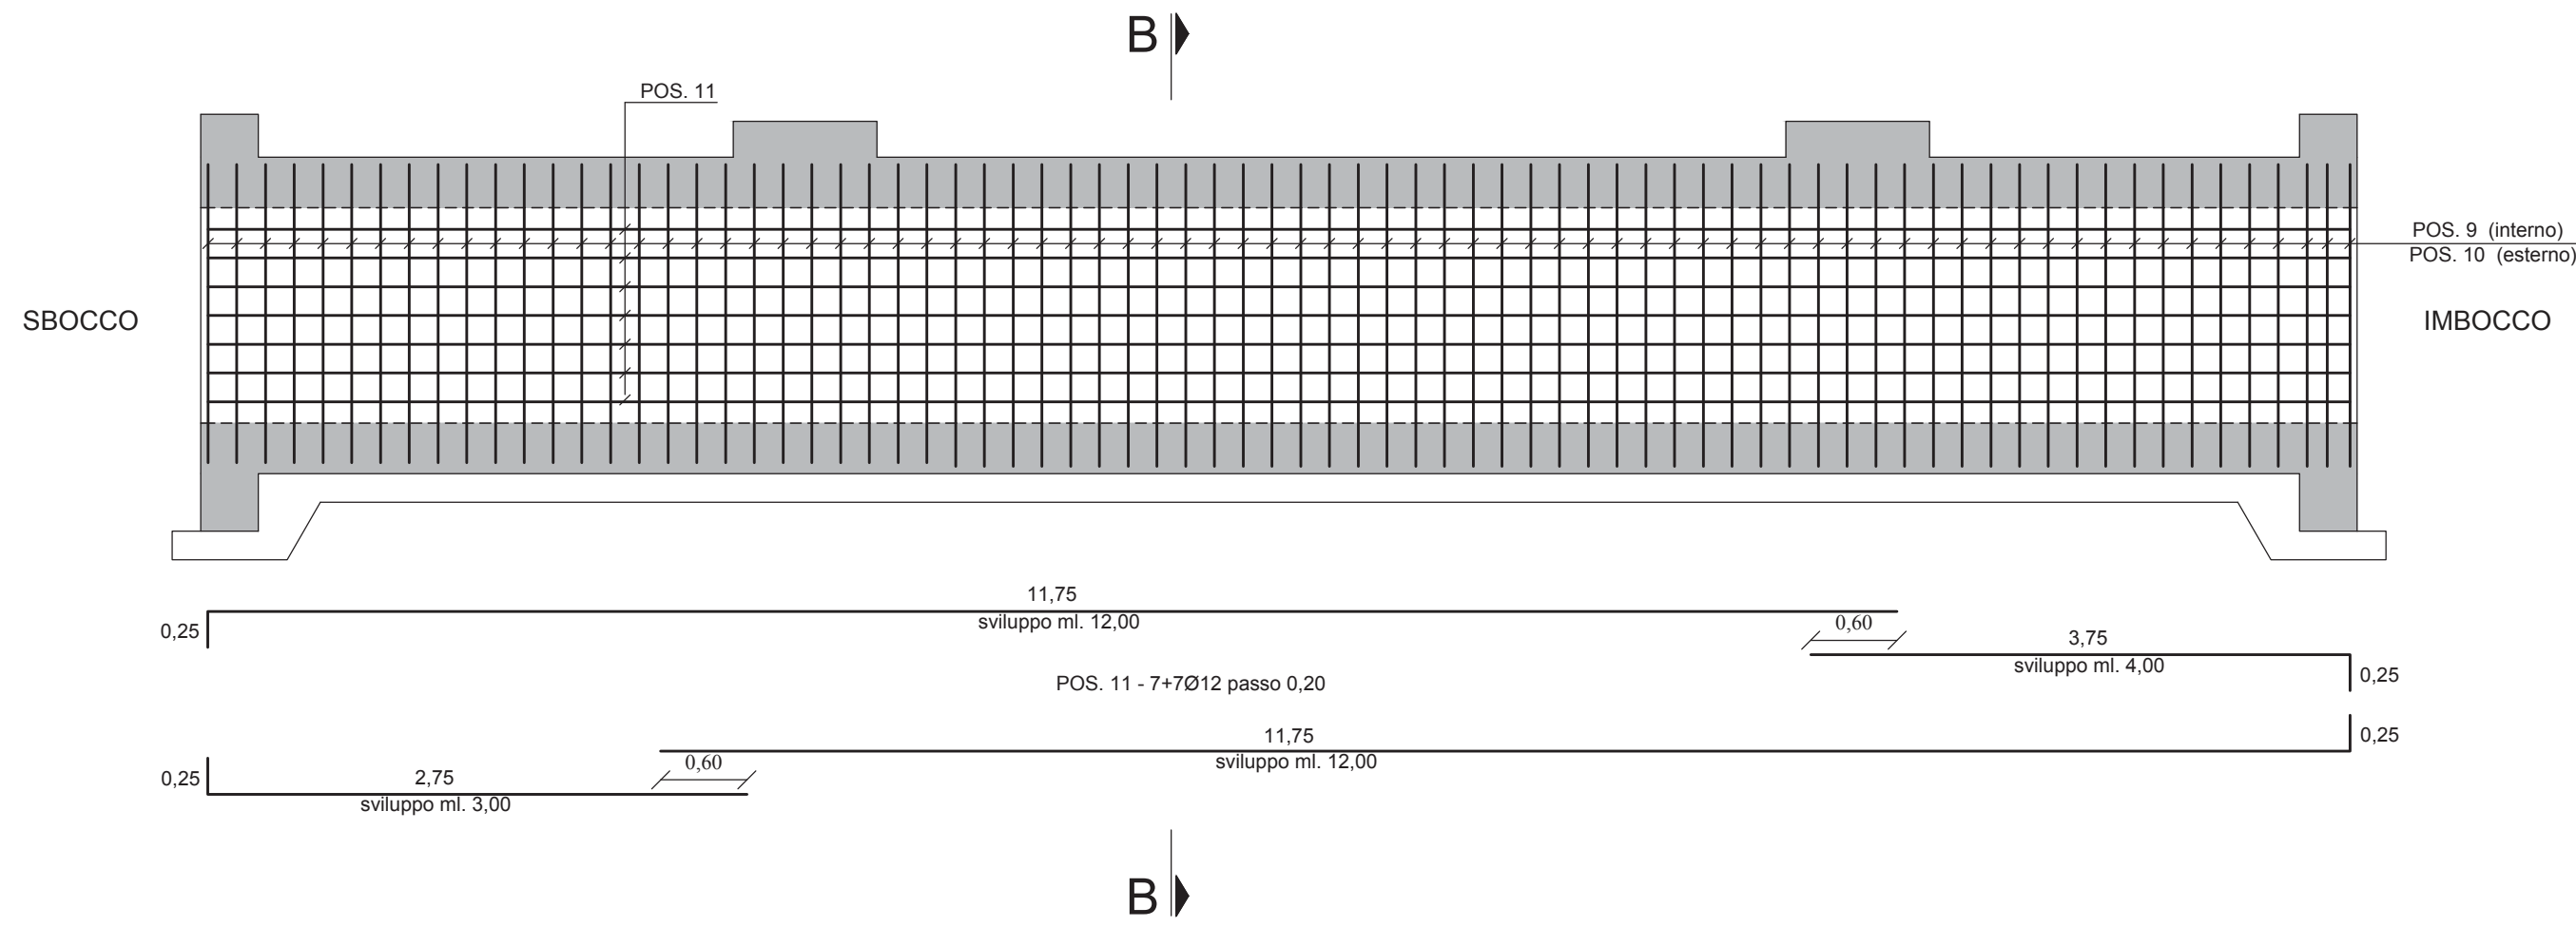 B
POS. 11
POS. 9 (interno)
POS. 10 (esterno)
SBOCCO
IMBOCCO
11,75
sviluppo ml. 12,00
0,25
0,60
3,75
sviluppo ml. 4,00
0,25
POS. 11 - 7+7Ø12 passo 0,20
11,75
sviluppo ml. 12,00
0,25
0,60
2,75
sviluppo ml. 3,00
0,25
B